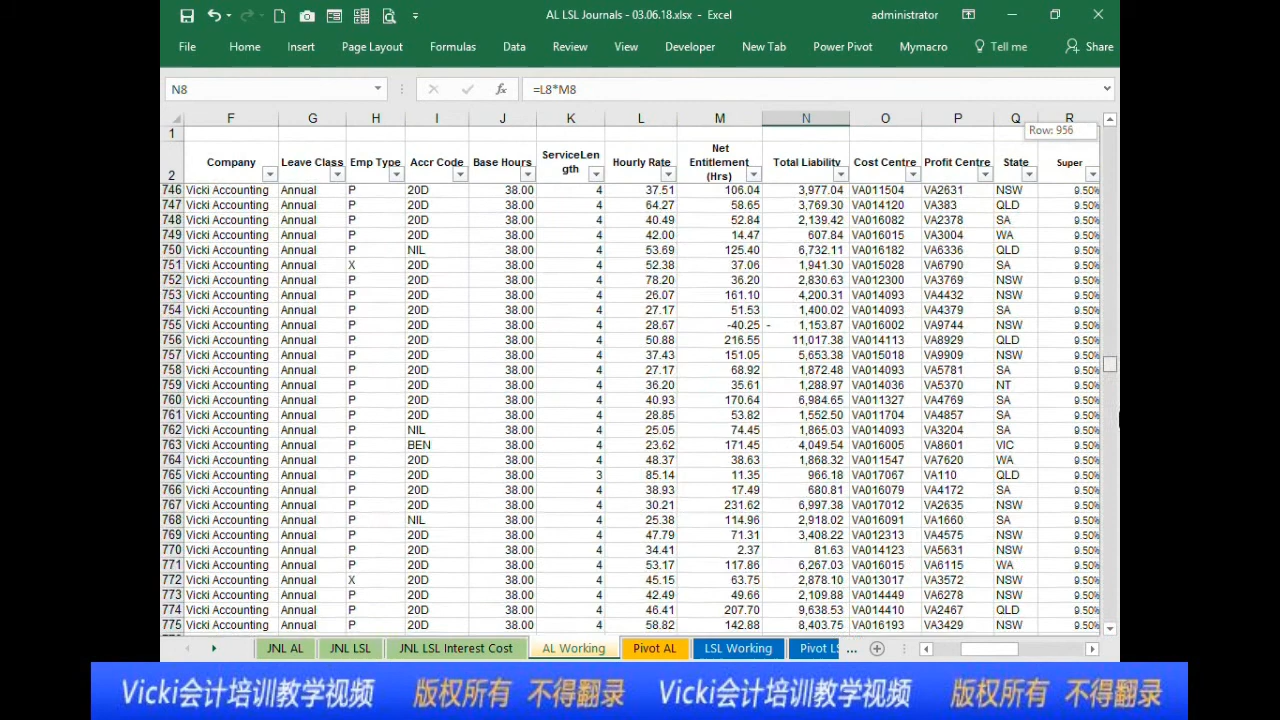 AL LSL Journals - 03.06.18.xlsx - Excel administrator
File Home Insert Page Layout Formulas Data Review View Developer New Tab Power Pivot Mymacro Tell me Share
N8 fx =L8*M8
F G H I J K L M N O P Q R
Row: 956
1
2 Company Leave Class Emp Type Accr Code Base Hours ServiceLength Hourly Rate Net Entitlement (Hrs) Total Liability Cost Centre Profit Centre State Super
746 Vicki Accounting Annual P 20D 38.00 4 37.51 106.04 3,977.04 VA011504 VA2631 NSW 9.50%
747 Vicki Accounting Annual P 20D 38.00 4 64.27 58.65 3,769.30 VA014120 VA383 QLD 9.50%
748 Vicki Accounting Annual P 20D 38.00 4 40.49 52.84 2,139.42 VA016082 VA2378 SA 9.50%
749 Vicki Accounting Annual P 20D 38.00 4 42.00 14.47 607.84 VA016015 VA3004 WA 9.50%
750 Vicki Accounting Annual P NIL 38.00 4 53.69 125.40 6,732.11 VA016182 VA6336 QLD 9.50%
751 Vicki Accounting Annual X 20D 38.00 4 52.38 37.06 1,941.30 VA015028 VA6790 SA 9.50%
752 Vicki Accounting Annual P 20D 38.00 4 78.20 36.20 2,830.63 VA012300 VA3769 NSW 9.50%
753 Vicki Accounting Annual P 20D 38.00 4 26.07 161.10 4,200.31 VA014093 VA4432 NSW 9.50%
754 Vicki Accounting Annual P 20D 38.00 4 27.17 51.53 1,400.02 VA014093 VA4379 SA 9.50%
755 Vicki Accounting Annual P 20D 38.00 4 28.67 -40.25 - 1,153.87 VA016002 VA9744 NSW 9.50%
756 Vicki Accounting Annual P 20D 38.00 4 50.88 216.55 11,017.38 VA014113 VA8929 QLD 9.50%
757 Vicki Accounting Annual P 20D 38.00 4 37.43 151.05 5,653.38 VA015018 VA9909 NSW 9.50%
758 Vicki Accounting Annual P 20D 38.00 4 27.17 68.92 1,872.48 VA014093 VA5781 SA 9.50%
759 Vicki Accounting Annual P 20D 38.00 4 36.20 35.61 1,288.97 VA014036 VA5370 NT 9.50%
760 Vicki Accounting Annual P 20D 38.00 4 40.93 170.64 6,984.65 VA011327 VA4769 SA 9.50%
761 Vicki Accounting Annual P 20D 38.00 4 28.85 53.82 1,552.50 VA011704 VA4857 SA 9.50%
762 Vicki Accounting Annual P NIL 38.00 4 25.05 74.45 1,865.03 VA014093 VA3204 SA 9.50%
763 Vicki Accounting Annual P BEN 38.00 4 23.62 171.45 4,049.54 VA016005 VA8601 VIC 9.50%
764 Vicki Accounting Annual P 20D 38.00 4 48.37 38.63 1,868.32 VA011547 VA7620 WA 9.50%
765 Vicki Accounting Annual P 20D 38.00 3 85.14 11.35 966.18 VA017067 VA110 QLD 9.50%
766 Vicki Accounting Annual P 20D 38.00 4 38.93 17.49 680.81 VA016079 VA4172 SA 9.50%
767 Vicki Accounting Annual P 20D 38.00 4 30.21 231.62 6,997.38 VA017012 VA2635 NSW 9.50%
768 Vicki Accounting Annual P NIL 38.00 4 25.38 114.96 2,918.02 VA016091 VA1660 SA 9.50%
769 Vicki Accounting Annual P 20D 38.00 4 47.79 71.31 3,408.22 VA012313 VA4575 NSW 9.50%
770 Vicki Accounting Annual P 20D 38.00 4 34.41 2.37 81.63 VA014123 VA5631 NSW 9.50%
771 Vicki Accounting Annual P 20D 38.00 4 53.17 117.86 6,267.03 VA016015 VA6115 WA 9.50%
772 Vicki Accounting Annual X 20D 38.00 4 45.15 63.75 2,878.10 VA013017 VA3572 NSW 9.50%
773 Vicki Accounting Annual P 20D 38.00 4 42.49 49.66 2,109.88 VA014449 VA6278 NSW 9.50%
774 Vicki Accounting Annual P 20D 38.00 4 46.41 207.70 9,638.53 VA014410 VA2467 QLD 9.50%
775 Vicki Accounting Annual P 20D 38.00 4 58.82 142.88 8,403.75 VA016193 VA3429 NSW 9.50%
JNL AL JNL LSL JNL LSL Interest Cost AL Working Pivot AL LSL Working Pivot LS ...
Vicki会计培训教学视频 版权所有 不得翻录 Vicki会计培训教学视频 版权所有 不得翻录